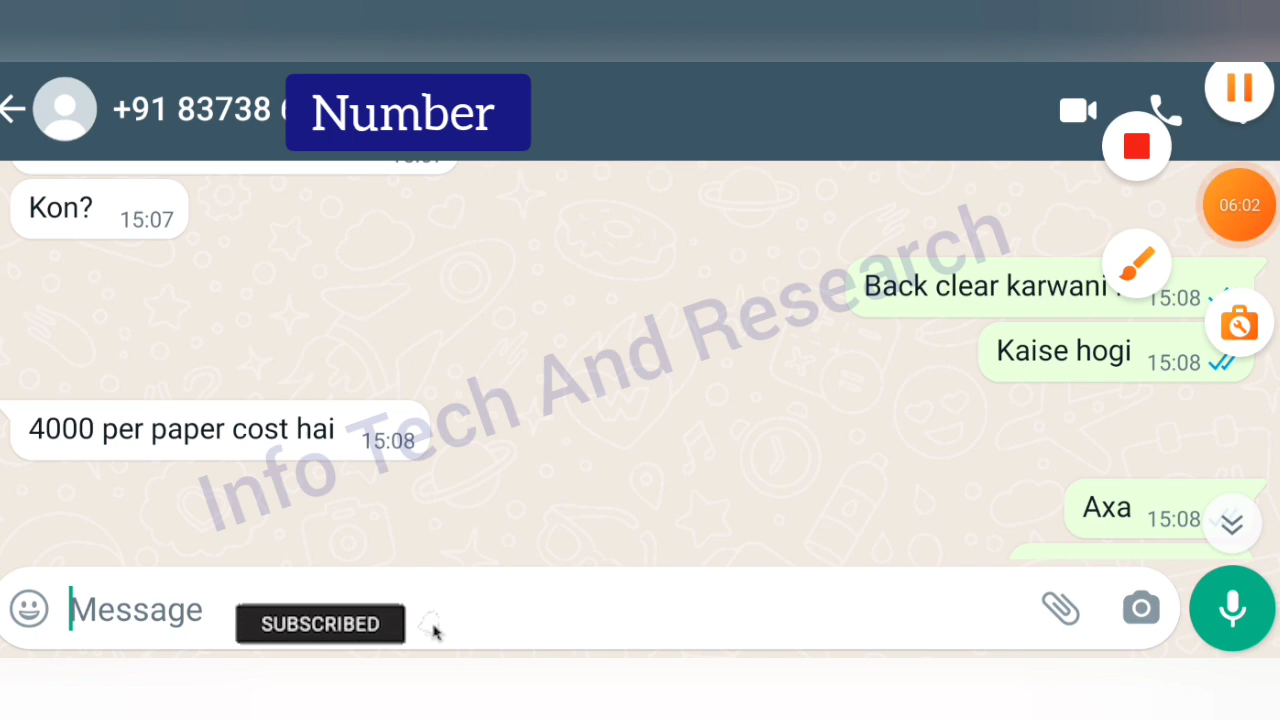 +91 83738
Number
Kon? 15:07
06:02
Back clear karwani 15:08
Kaise hogi 15:08
4000 per paper cost hai 15:08
Info Tech And Research
Axa 15:08
Message
SUBSCRIBED